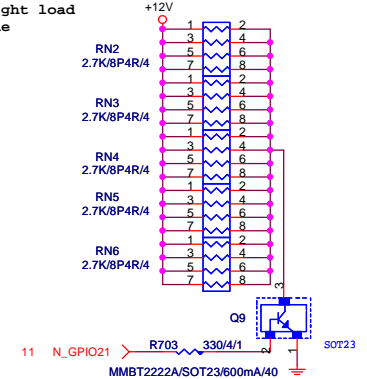 ght load
e
+12V
1 2
3 4
RN2
5 6
2.7K/8P4R/4
7 8
1 2
3 4
RN3
5 6
2.7K/8P4R/4
7 8
1 2
3 4
RN4
5 6
2.7K/8P4R/4
7 8
1 2
RN5
3 4
2.7K/8P4R/4
5 6
7 8
1 2
RN6
3 4
2.7K/8P4R/4
5 6
7 8
3
Q9
SOT23
2 1
11 N_GPIO21 R703 330/4/1
MMBT2222A/SOT23/600mA/40